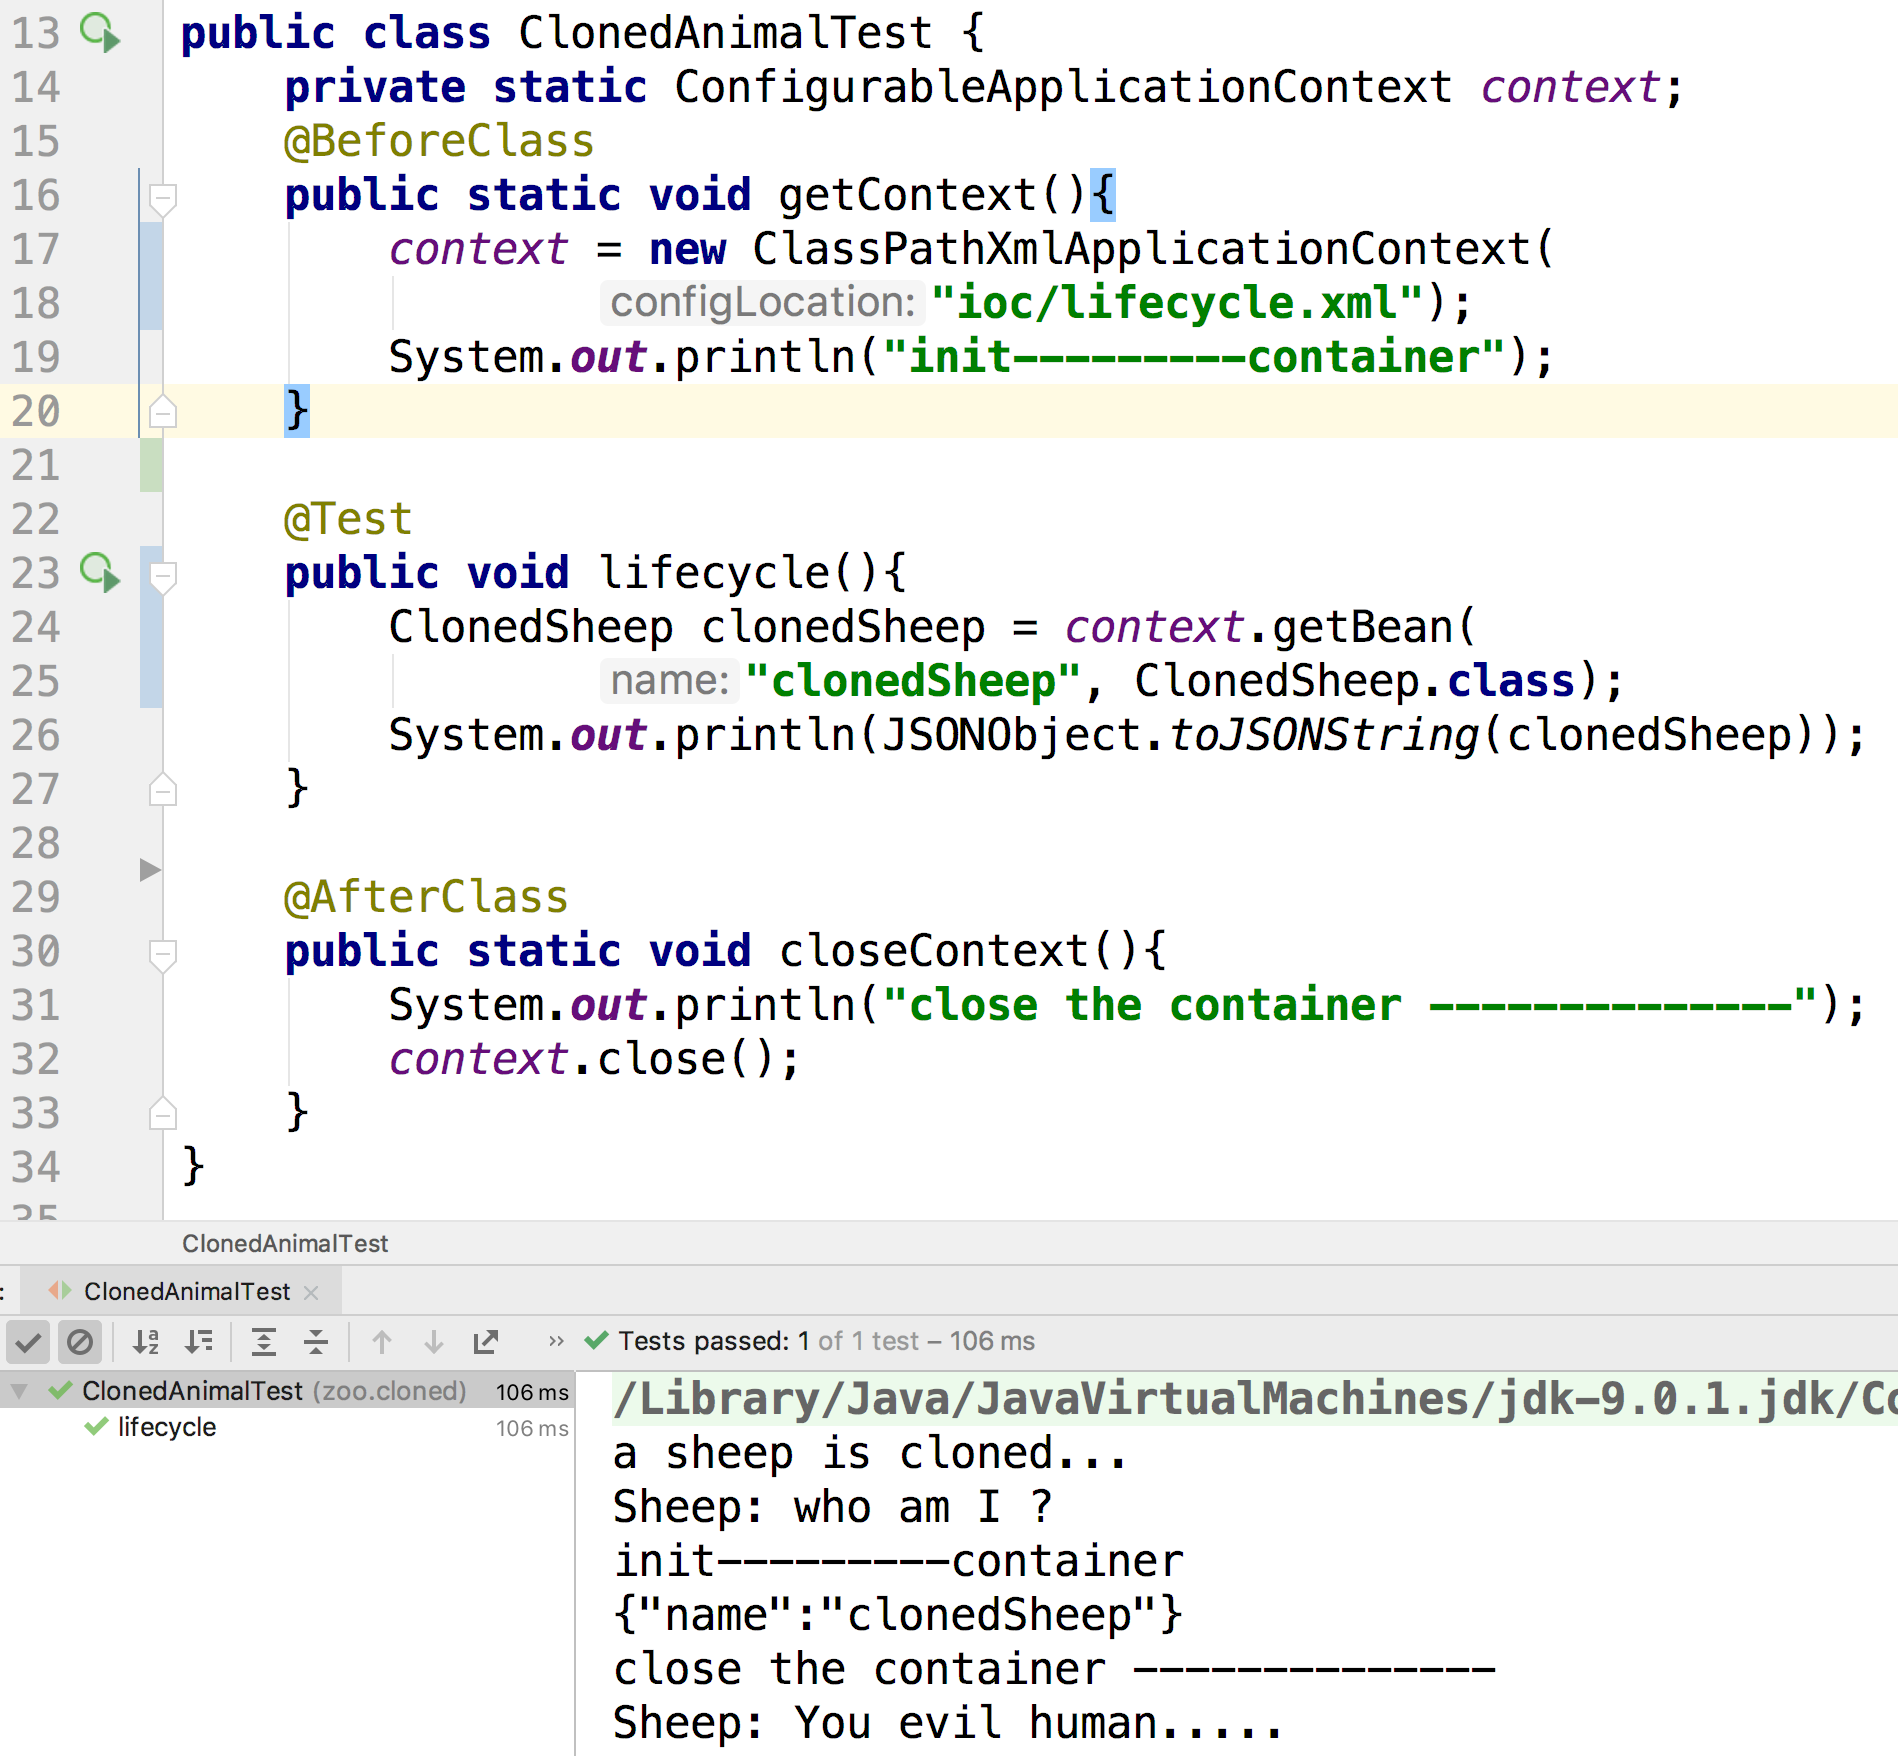 13 public class ClonedAnimalTest {
14 private static ConfigurableApplicationContext context;
15 @BeforeClass
16 public static void getContext(){
17 context = new ClassPathXmlApplicationContext(
18 configLocation: "ioc/lifecycle.xml");
19 System.out.println("init---------container");
20 }
21
22 @Test
23 public void lifecycle(){
24 ClonedSheep clonedSheep = context.getBean(
25 name: "clonedSheep", ClonedSheep.class);
26 System.out.println(JSONObject.toJSONString(clonedSheep));
27 }
28
29 @AfterClass
30 public static void closeContext(){
31 System.out.println("close the container --------------");
32 context.close();
33 }
34 }
35
ClonedAnimalTest
: ClonedAnimalTest ×
» Tests passed: 1 of 1 test – 106 ms
ClonedAnimalTest (zoo.cloned) 106 ms
lifecycle 106 ms
/Library/Java/JavaVirtualMachines/jdk-9.0.1.jdk/Co
a sheep is cloned...
Sheep: who am I ?
init---------container
{"name":"clonedSheep"}
close the container --------------
Sheep: You evil human.....